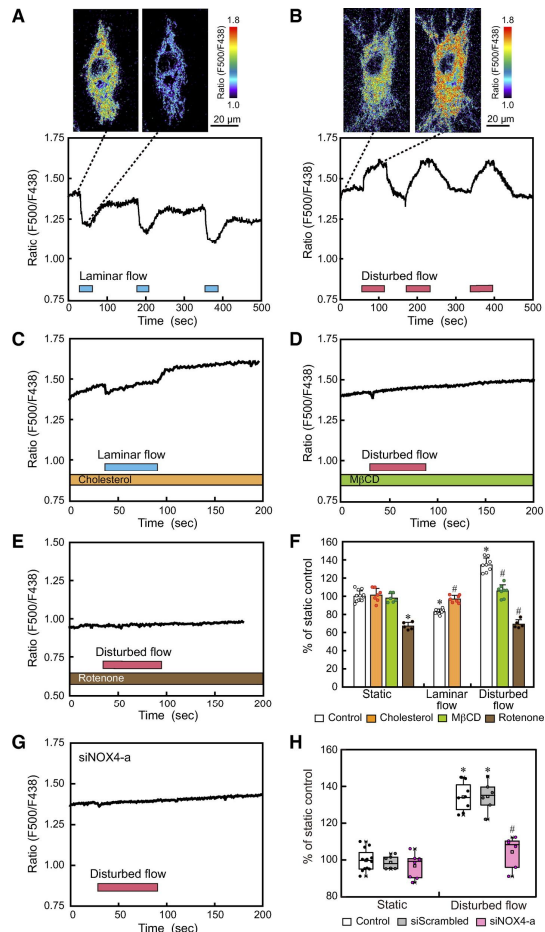 A
1.8
Ratio (F500/F438)
1.0
20 μm
1.75
1.50
1.25
1.00
0.75
Ratio (F500/F438)
Laminar flow
0 100 200 300 400 500
Time (sec)
B
1.8
Ratio (F500/F438)
1.0
20 μm
1.75
1.50
1.25
1.00
0.75
Ratio (F500/F438)
Disturbed flow
0 100 200 300 400 500
Time (sec)
C
1.75
1.50
1.25
1.00
0.75
Ratio (F500/F438)
Laminar flow
Cholesterol
0 50 100 150 200
Time (sec)
D
1.75
1.50
1.25
1.00
0.75
Ratio (F500/F438)
Disturbed flow
MβCD
0 50 100 150 200
Time (sec)
E
1.50
1.25
1.00
0.75
0.50
Ratio (F500/F438)
Disturbed flow
Rotenone
0 50 100 150 200
Time (sec)
F
160
140
120
100
80
60
40
20
0
% of static control
* * # * # #
Static Laminar flow Disturbed flow
Control Cholesterol MβCD Rotenone
G
siNOX4-a
1.75
1.50
1.25
1.00
0.75
Ratio (F500/F438)
Disturbed flow
0 50 100 150 200
Time (sec)
H
160
140
120
100
80
% of static control
* * #
Static Disturbed flow
Control siScrambled siNOX4-a